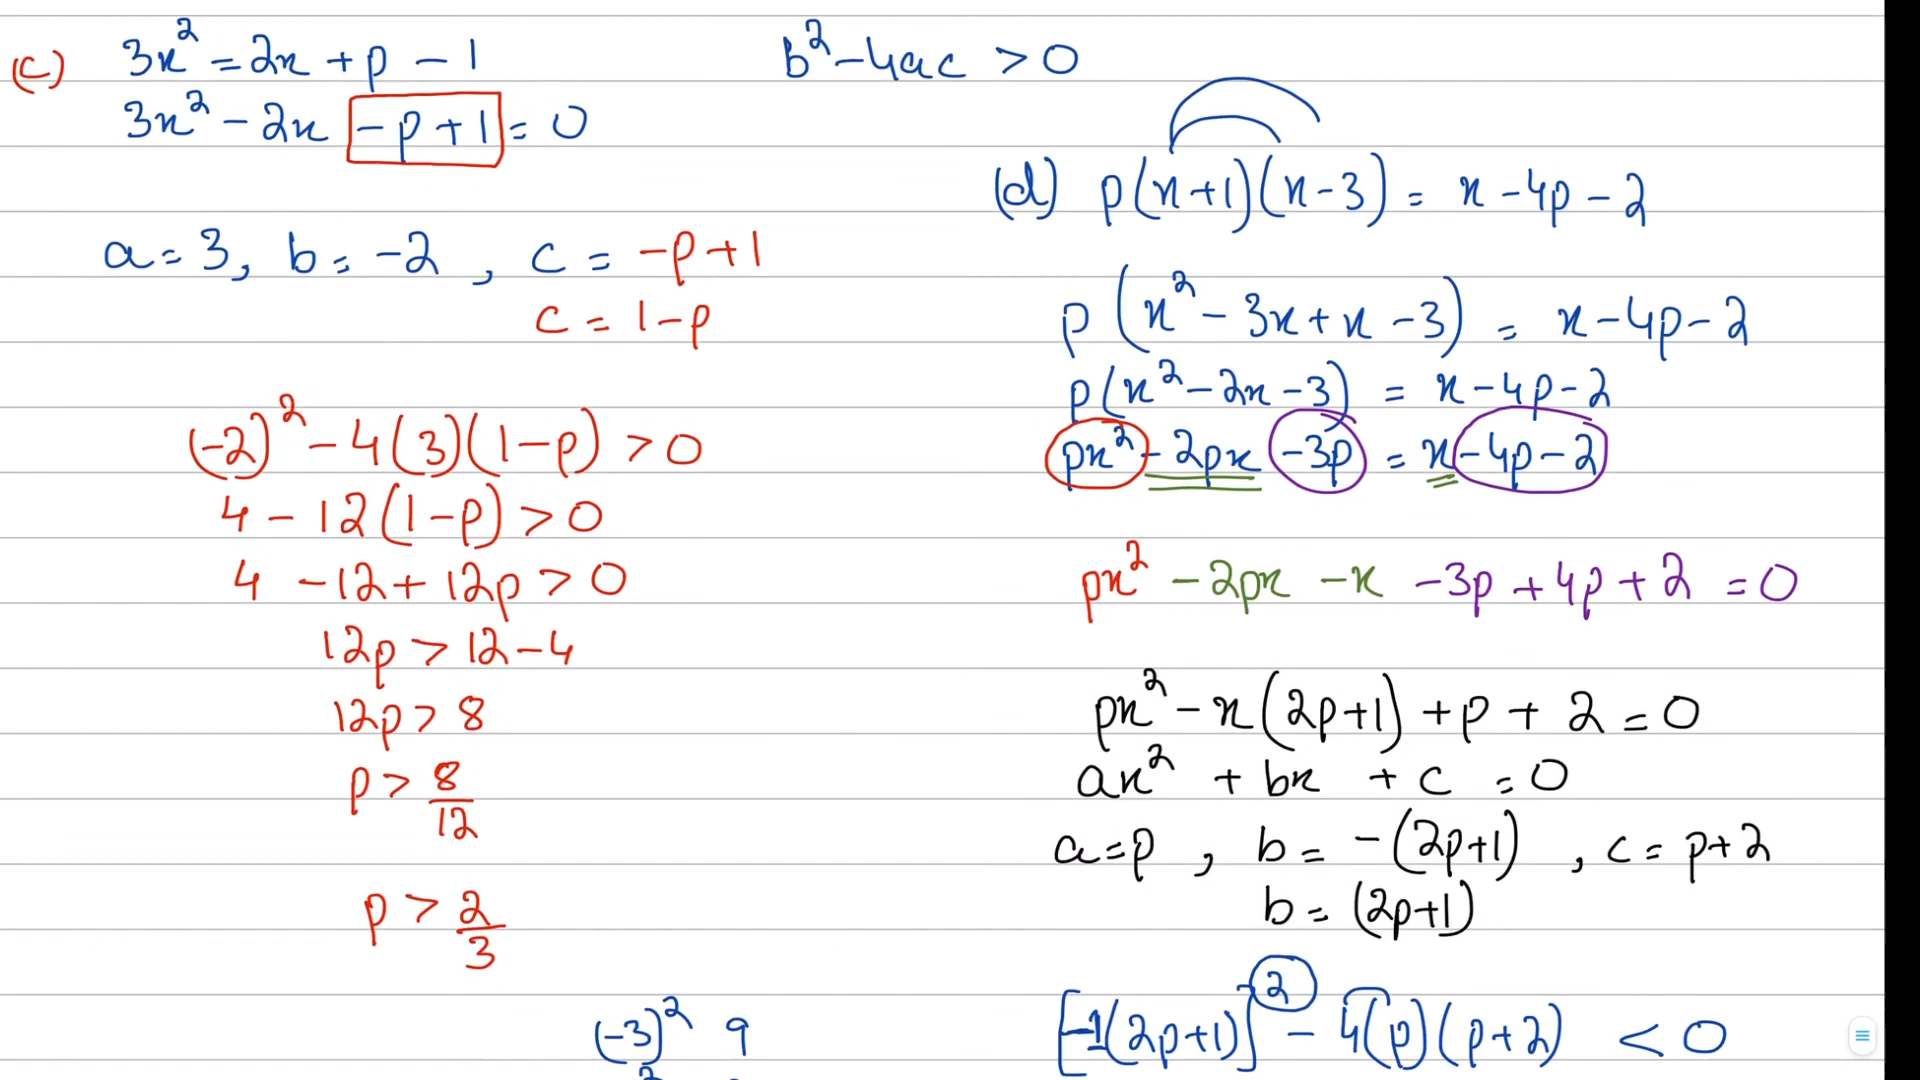 (c) 3x² = 2x + p - 1
b² - 4ac > 0
3x² - 2x - p + 1 = 0
a = 3, b = -2, c = -p + 1
c = 1 - p
(-2)² - 4(3)(1 - p) > 0
4 - 12(1 - p) > 0
4 - 12 + 12p > 0
12p > 12 - 4
12p > 8
p > 8/12
p > 2/3
(-3)² 9
(d) p(x+1)(x-3) = x - 4p - 2
p(x² - 3x + x - 3) = x - 4p - 2
p(x² - 2x - 3) = x - 4p - 2
px² - 2px - 3p = x - 4p - 2
px² - 2px - x - 3p + 4p + 2 = 0
px² - x(2p+1) + p + 2 = 0
ax² + bx + c = 0
a = p, b = -(2p+1), c = p+2
b = (2p+1)
[-1(2p+1)]² - 4(p)(p+2) < 0